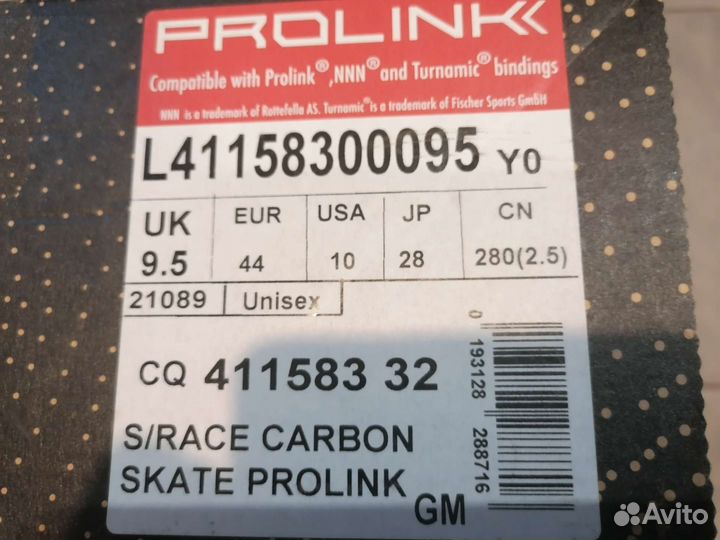 PROLINK
Compatible with Prolink®, NNN® and Turnamic® bindings
NNN is a trademark of Rottefella AS. Turnamic® is a trademark of Fischer Sports GmbH
L41158300095 Y0
UK EUR USA JP CN
9.5 44 10 28 280(2.5)
21089 Unisex
CQ 411583 32
0 193128 288716
S/RACE CARBON
SKATE PROLINK
GM
Avito